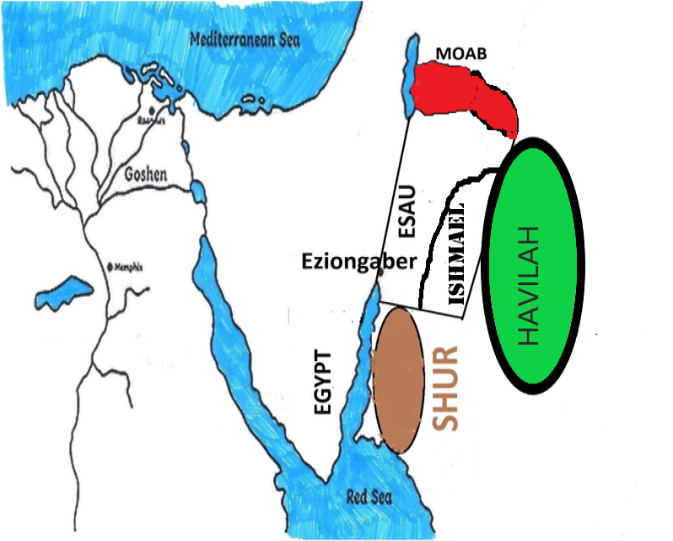 Mediterranean Sea
MOAB
Goshen
ESAU
ISHMAEL
HAVILAH
Eziongaber
Memphis
EGYPT
SHUR
Red Sea